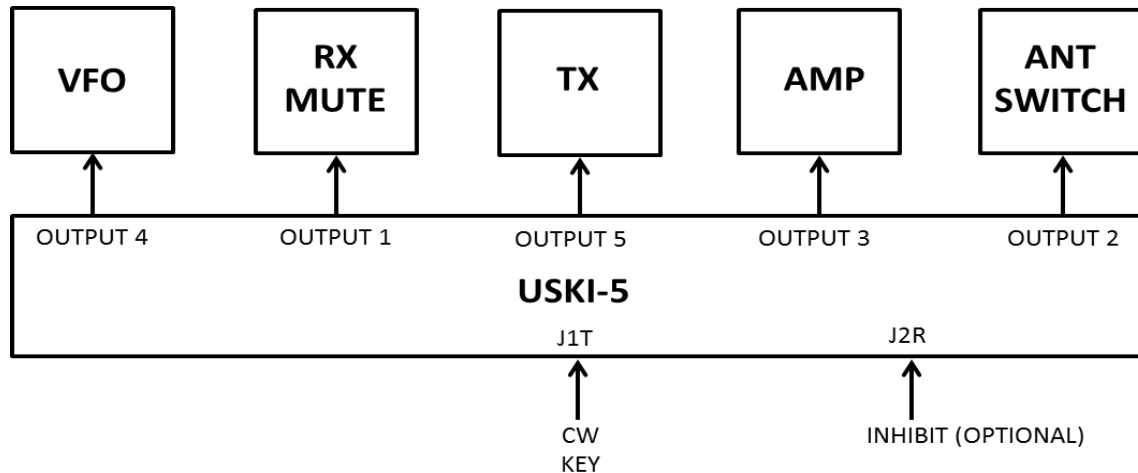 VFO
RX
MUTE
TX
AMP
ANT
SWITCH
OUTPUT 4
OUTPUT 1
OUTPUT 5
OUTPUT 3
OUTPUT 2
USKI-5
J1T
J2R
CW
KEY
INHIBIT (OPTIONAL)